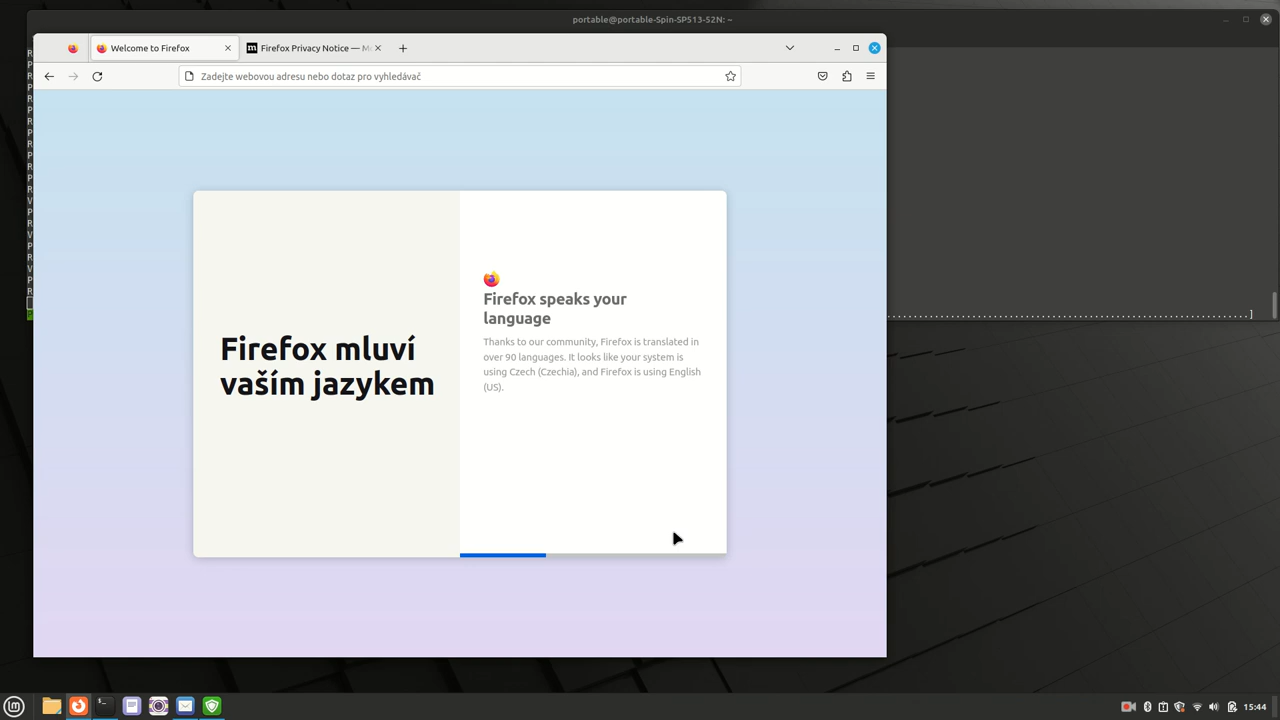 portable@portable-Spin-SP513-52N: ~
Welcome to Firefox
Firefox Privacy Notice — Mo
Zadejte webovou adresu nebo dotaz pro vyhledávač
Firefox mluví
vaším jazykem
Firefox speaks your
language
Thanks to our community, Firefox is translated in
over 90 languages. It looks like your system is
using Czech (Czechia), and Firefox is using English
(US).
R
P
R
P
R
P
R
P
R
P
R
P
R
V
P
R
V
P
R
V
P
R
..........................................................................]
15:44